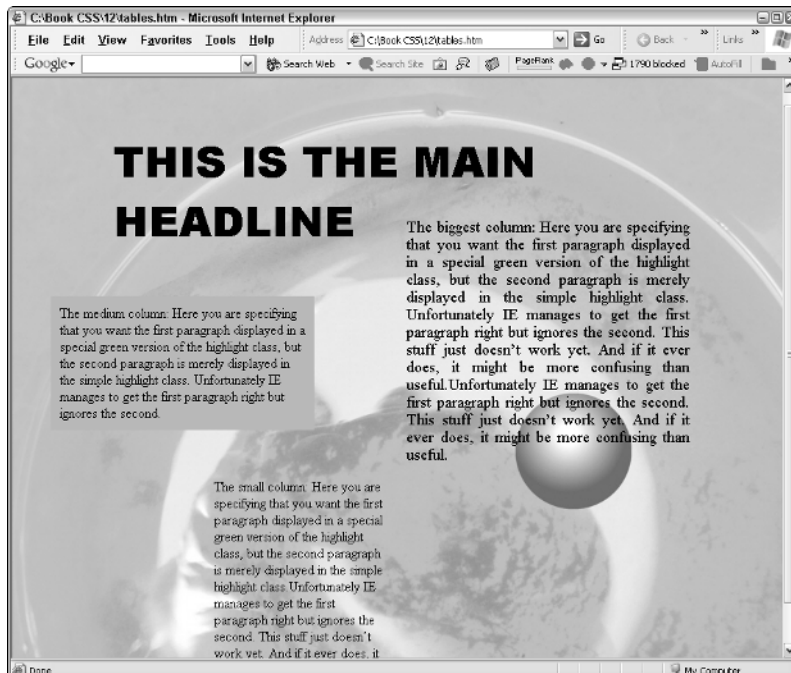 C:\Book CSS\12\tables.htm - Microsoft Internet Explorer
File Edit View Favorites Tools Help Address C:\Book CSS\12\tables.htm Go Back » Links »
Google Search Web Search Site PageRank 1790 blocked AutoFill »
THIS IS THE MAIN
HEADLINE
The biggest column: Here you are specifying
that you want the first paragraph displayed
in a special green version of the highlight
class, but the second paragraph is merely
displayed in the simple highlight class.
Unfortunately IE manages to get the first
paragraph right but ignores the second. This
stuff just doesn't work yet. And if it ever
does, it might be more confusing than
useful.Unfortunately IE manages to get the
first paragraph right but ignores the second.
This stuff just doesn't work yet. And if it
ever does, it might be more confusing than
useful.
The medium column: Here you are specifying
that you want the first paragraph displayed in a
special green version of the highlight class, but
the second paragraph is merely displayed in
the simple highlight class. Unfortunately IE
manages to get the first paragraph right but
ignores the second.
The small column: Here you are
specifying that you want the first
paragraph displayed in a special
green version of the highlight
class, but the second paragraph
is merely displayed in the simple
highlight class.Unfortunately IE
manages to get the first
paragraph right but ignores the
second. This stuff just doesn't
work yet. And if it ever does, it
Done My Computer